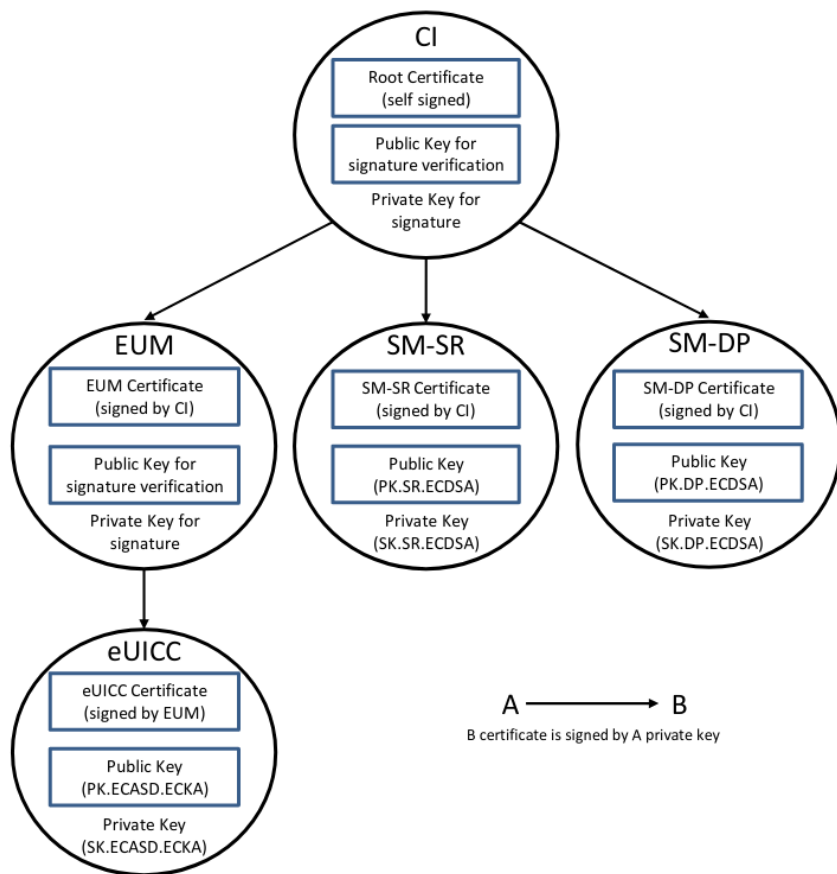 CI
Root Certificate
(self signed)
Public Key for
signature verification
Private Key for
signature
EUM
EUM Certificate
(signed by CI)
Public Key for
signature verification
Private Key for
signature
SM-SR
SM-SR Certificate
(signed by CI)
Public Key
(PK.SR.ECDSA)
Private Key
(SK.SR.ECDSA)
SM-DP
SM-DP Certificate
(signed by CI)
Public Key
(PK.DP.ECDSA)
Private Key
(SK.DP.ECDSA)
eUICC
eUICC Certificate
(signed by EUM)
Public Key
(PK.ECASD.ECKA)
Private Key
(SK.ECASD.ECKA)
A B
B certificate is signed by A private key